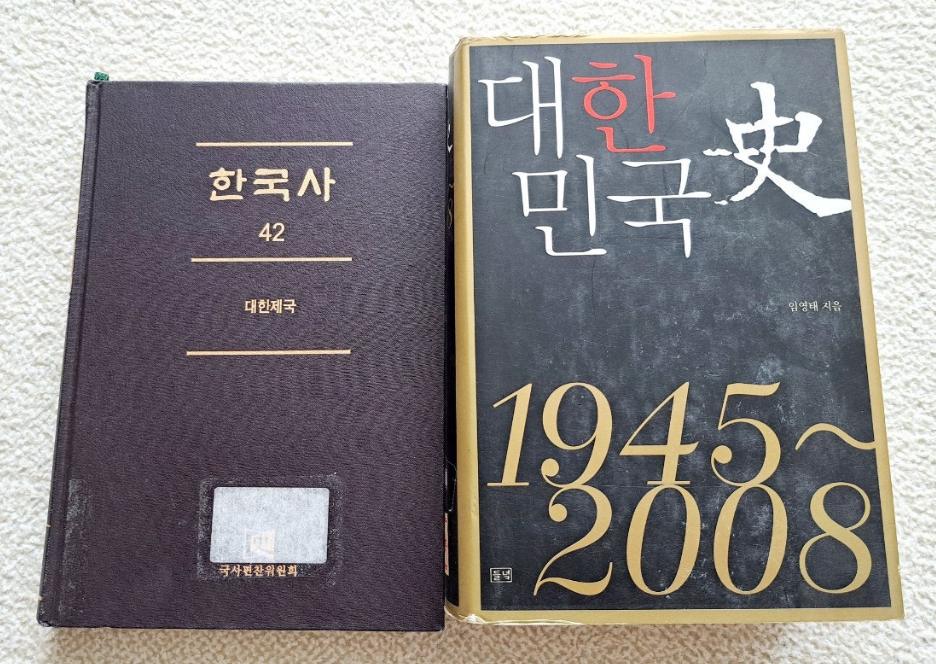 한국사
42
대한제국
史
국사편찬위원회
대한
민국史
임영태 지음
1945~
2008
들녘